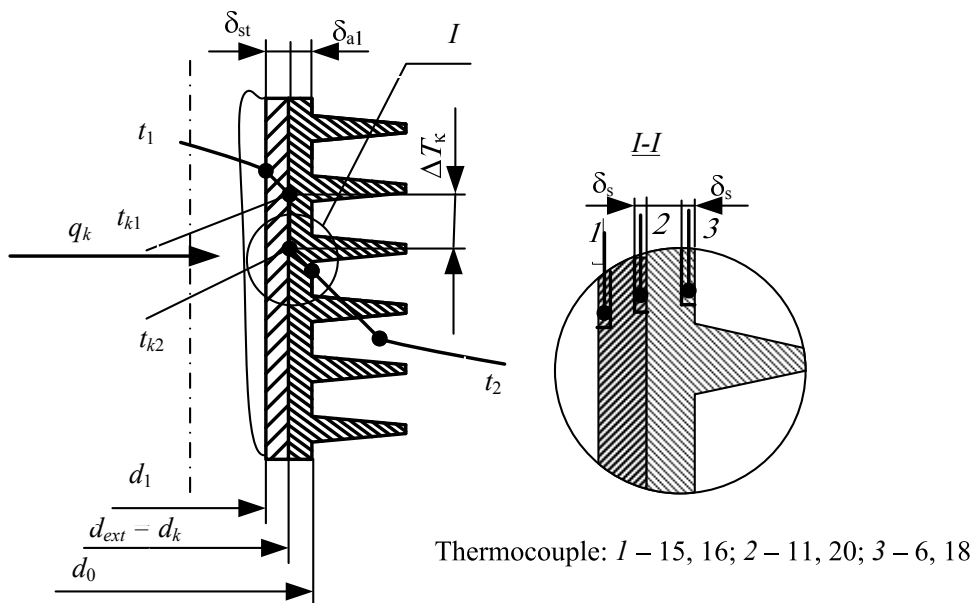 δst
δa1
I
t1
ΔTк
I-I
δs
δs
1
2
3
qk
tk1
tk2
t2
d1
dext = dk
d0
Thermocouple: 1 – 15, 16; 2 – 11, 20; 3 – 6, 18